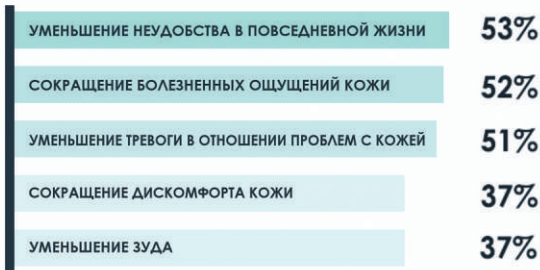 УМЕНЬШЕНИЕ НЕУДОБСТВА В ПОВСЕДНЕВНОЙ ЖИЗНИ 53%
СОКРАЩЕНИЕ БОЛЕЗНЕННЫХ ОЩУЩЕНИЙ КОЖИ 52%
УМЕНЬШЕНИЕ ТРЕВОГИ В ОТНОШЕНИИ ПРОБЛЕМ С КОЖЕЙ 51%
СОКРАЩЕНИЕ ДИСКОМФОРТА КОЖИ 37%
УМЕНЬШЕНИЕ ЗУДА 37%